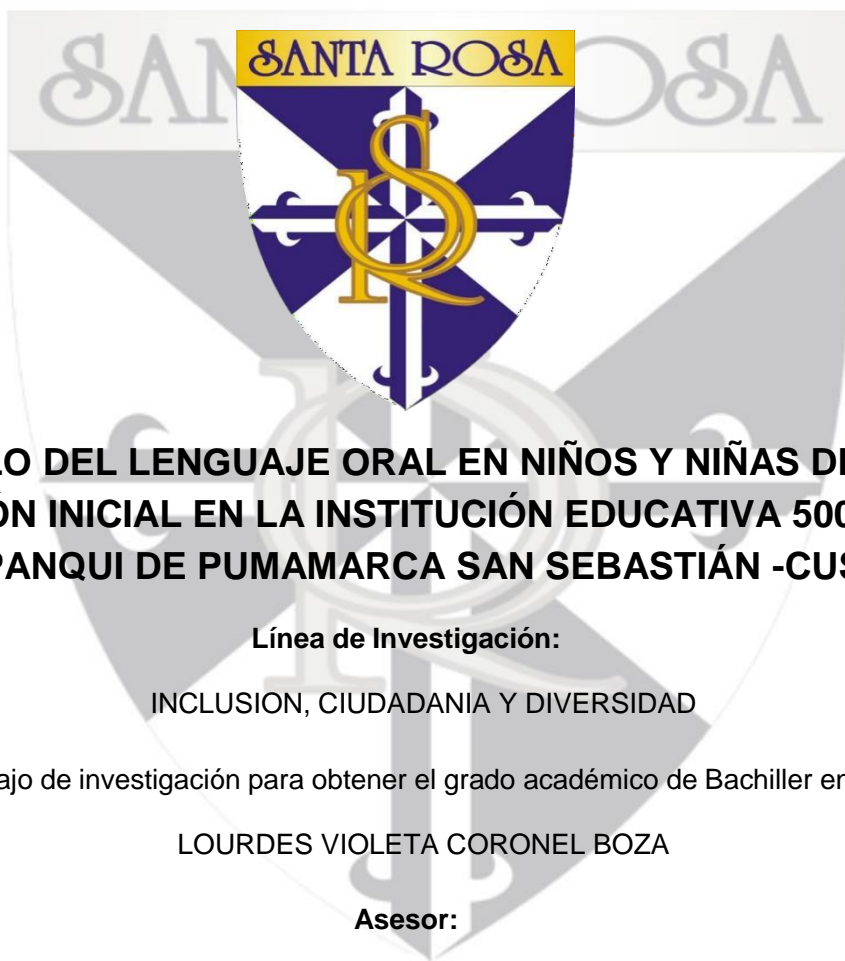 SANTA ROSA
LO DEL LENGUAJE ORAL EN NIÑOS Y NIÑAS
ÓN INICIAL EN LA INSTITUCIÓN EDUCATIVA 500
PANQUI DE PUMAMARCA SAN SEBASTIÁN -CUS
Línea de Investigación:
INCLUSION, CIUDADANIA Y DIVERSIDAD
ajo de investigación para obtener el grado académico de Bachiller en
LOURDES VIOLETA CORONEL BOZA
Asesor: